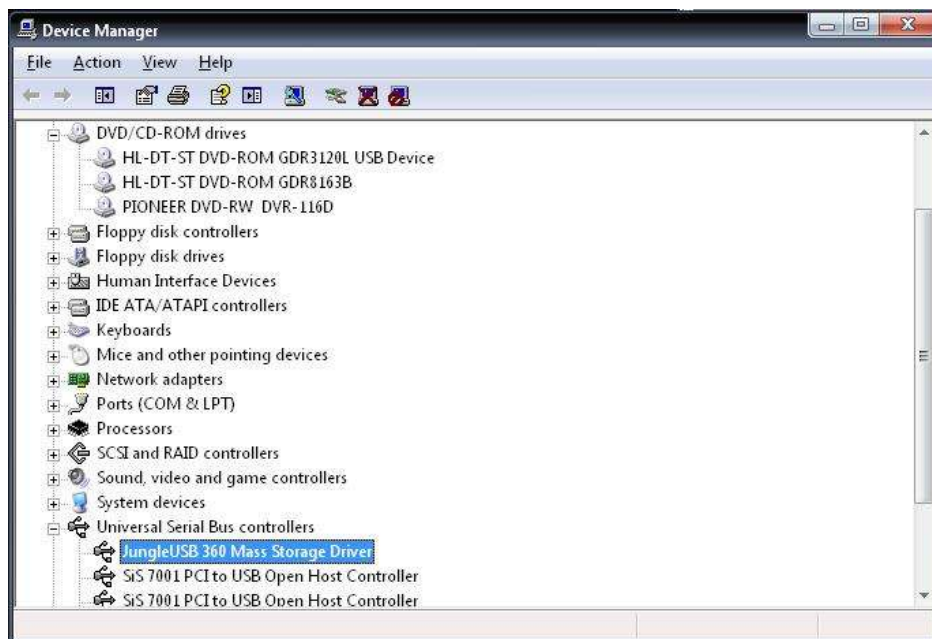 Device Manager
File Action View Help
DVD/CD-ROM drives
HL-DT-ST DVD-ROM GDR3120L USB Device
HL-DT-ST DVD-ROM GDR8163B
PIONEER DVD-RW DVR-116D
Floppy disk controllers
Floppy disk drives
Human Interface Devices
IDE ATA/ATAPI controllers
Keyboards
Mice and other pointing devices
Network adapters
Ports (COM & LPT)
Processors
SCSI and RAID controllers
Sound, video and game controllers
System devices
Universal Serial Bus controllers
JungleUSB 360 Mass Storage Driver
SiS 7001 PCI to USB Open Host Controller
SiS 7001 PCI to USB Open Host Controller